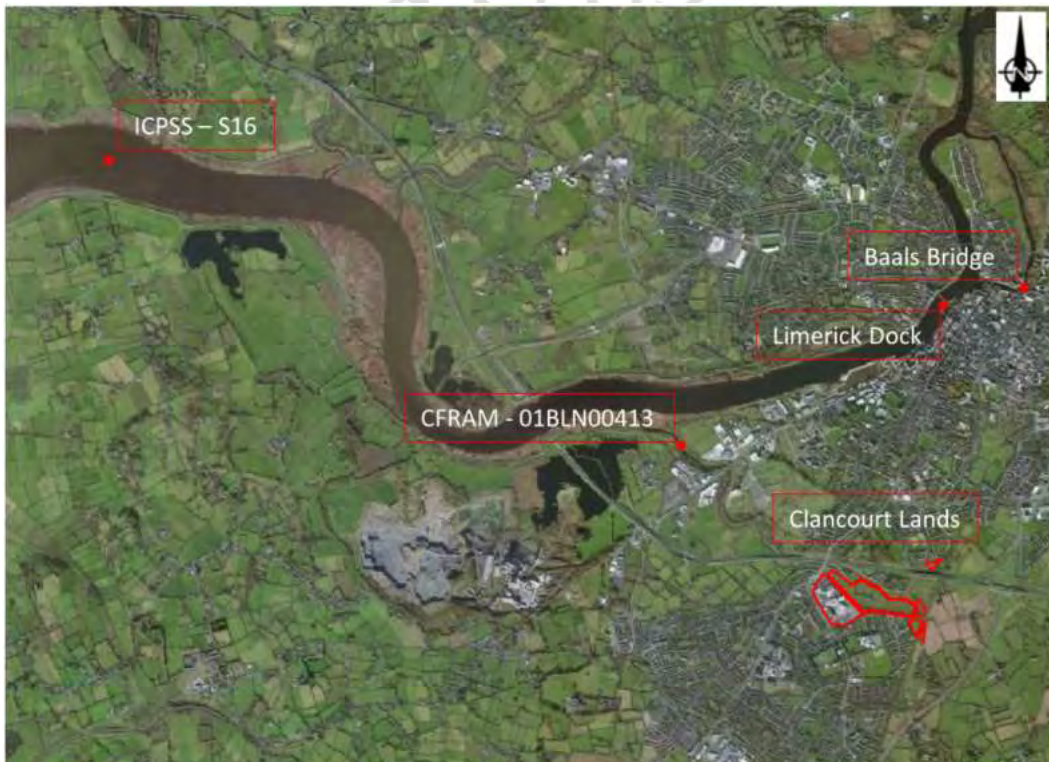 ICPSS – S16
Baals Bridge
Limerick Dock
CFRAM - 01BLN00413
Clancourt Lands
N